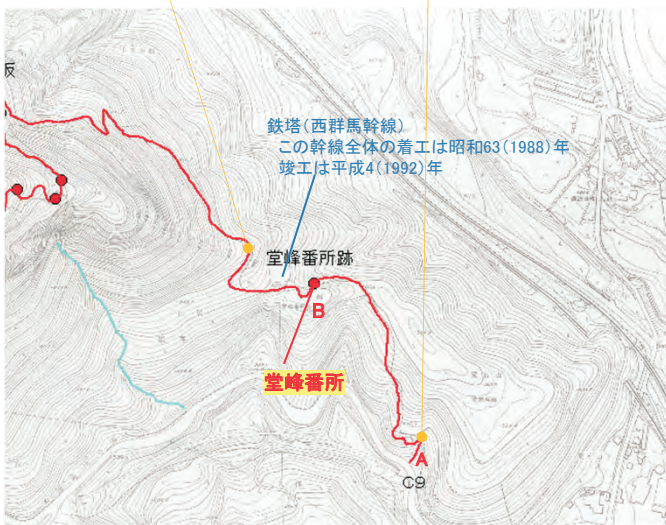 坂
鉄塔(西群馬幹線)
この幹線全体の着工は昭和63(1988)年
竣工は平成4(1992)年
堂峰番所跡
B
堂峰番所
A
C9